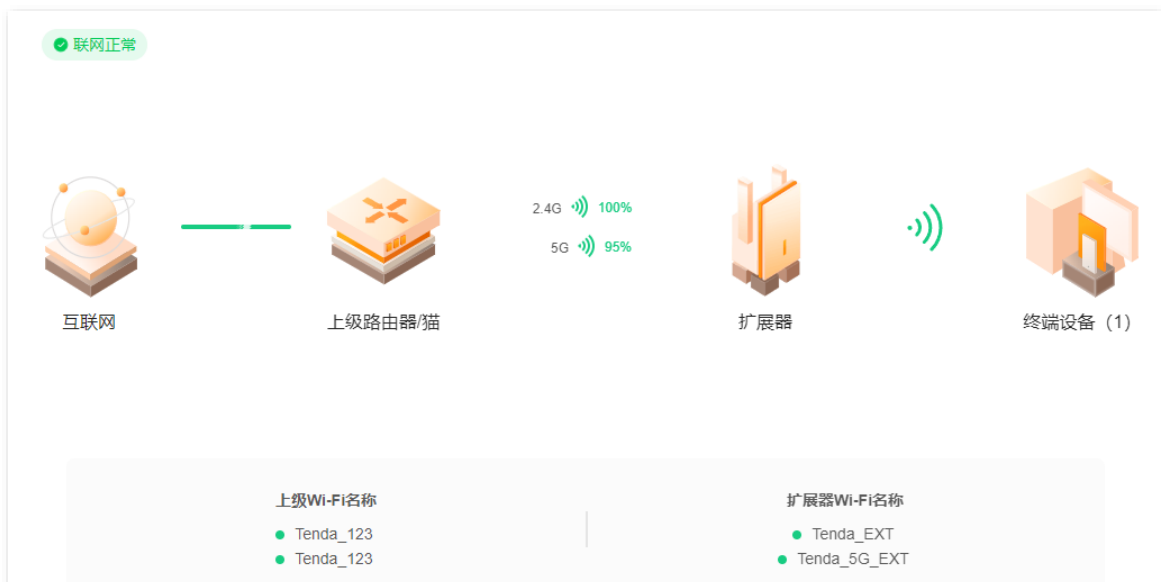 联网正常
2.4G 100%
5G 95%
互联网 上级路由器/猫 扩展器 终端设备（1）
上级Wi-Fi名称 扩展器Wi-Fi名称
Tenda_123 Tenda_EXT
Tenda_123 Tenda_5G_EXT